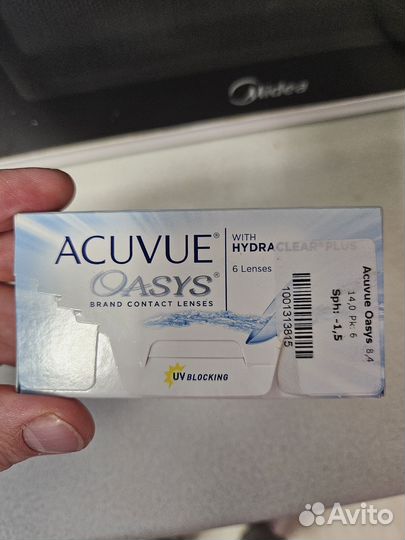 Midea
ACUVUE®
OASYS®
BRAND CONTACT LENSES
WITH
HYDRACLEAR® PLUS
6 Lenses
UV BLOCKING
1001313815
Acuvue Oasys 8,4
14,0 Pk: 6
Sph: -1,5
Avito